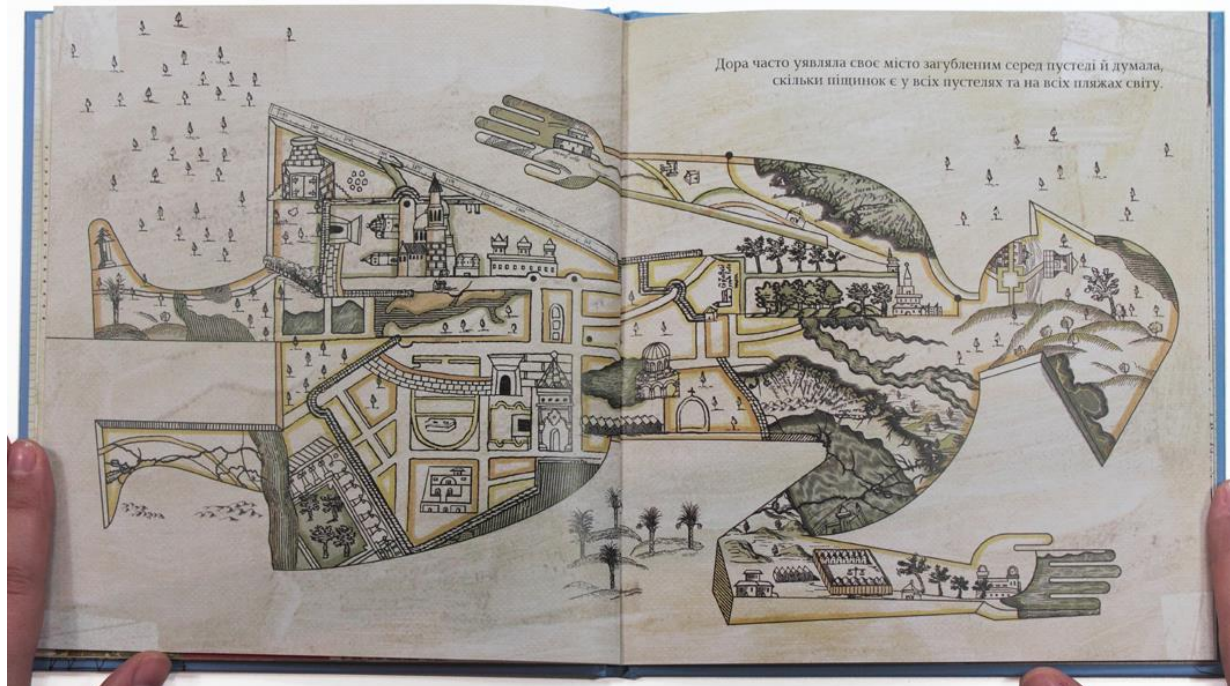 Дора часто уявляла своє місто загубленим серед пустелі й думала,
скільки піщинок є у всіх пустелях та на всіх пляжах світу.